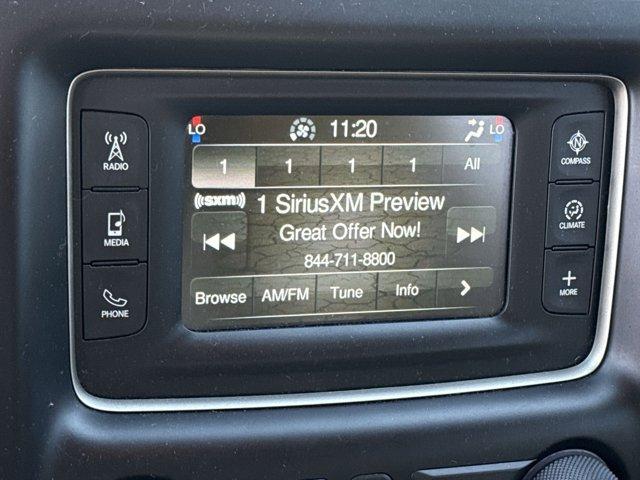 LO 11:20 LO
1 1 1 1 All
((sxm)) 1 SiriusXM Preview
Great Offer Now!
844-711-8800
Browse AM/FM Tune Info >
RADIO
MEDIA
PHONE
N
COMPASS
CLIMATE
+
MORE